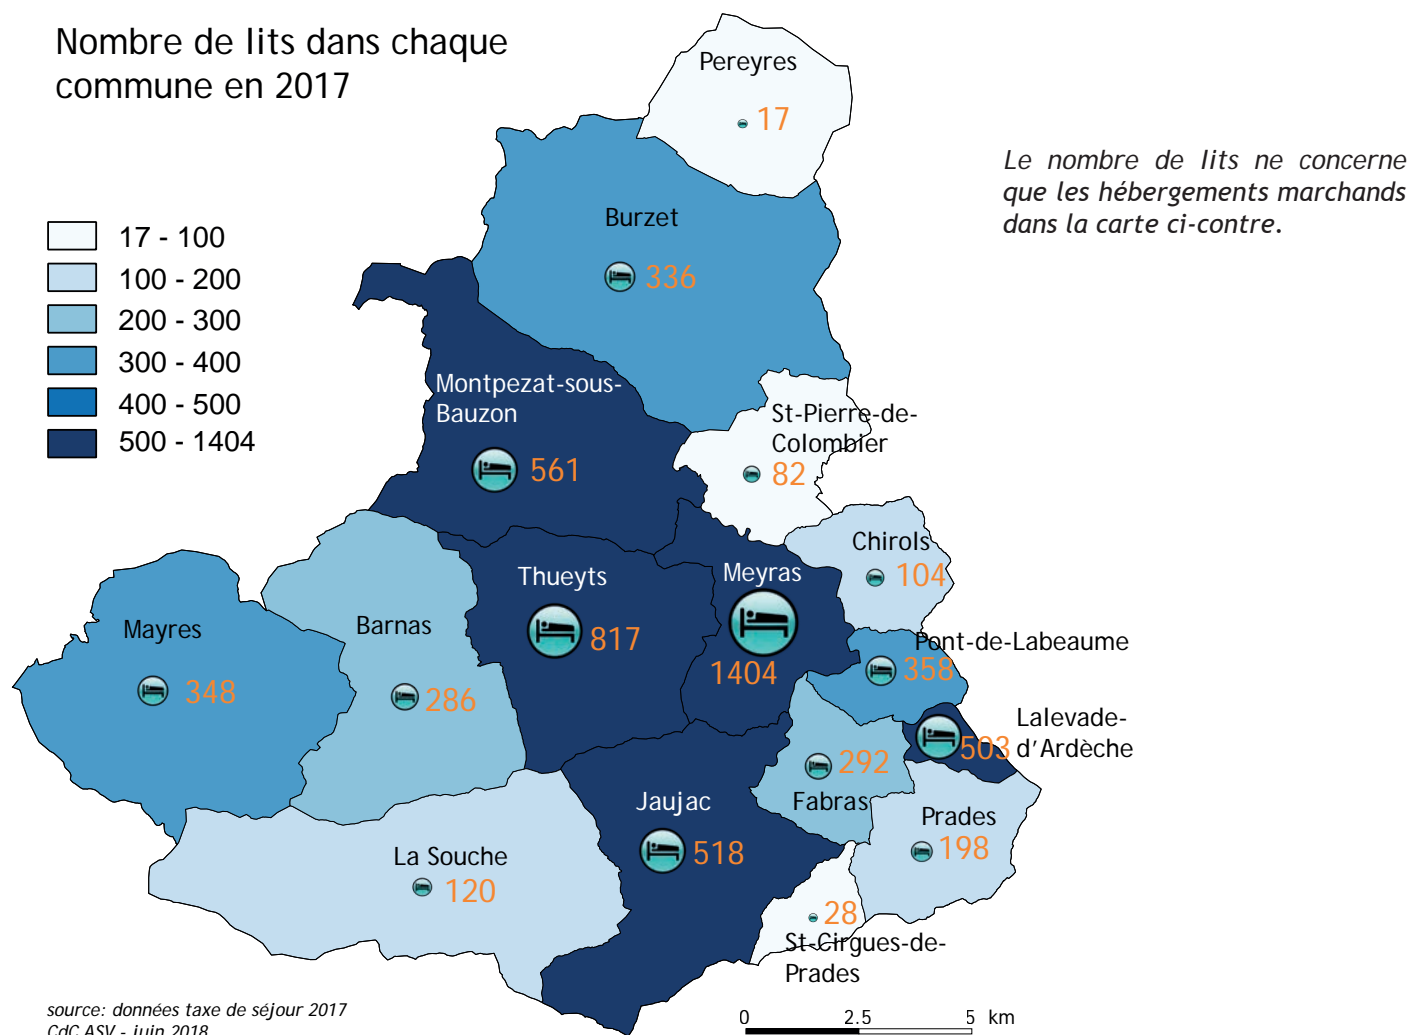 Nombre de lits dans chaque
commune en 2017
Le nombre de lits ne concerne
que les hébergements marchands
dans la carte ci-contre.
17 - 100
100 - 200
200 - 300
300 - 400
400 - 500
500 - 1404
Pereyres
17
Burzet
336
Montpezat-sous-
Bauzon
561
St-Pierre-de-
Colombier
82
Chirols
104
Thueyts
817
Meyras
1404
Mayres
348
Barnas
286
Pont-de-Labeaume
358
Lalevade-
d'Ardèche
503
292
Fabras
Jaujac
518
Prades
198
La Souche
120
28
St-Cirgues-de-
Prades
source: données taxe de séjour 2017
CdC ASV - juin 2018
0 2.5 5 km